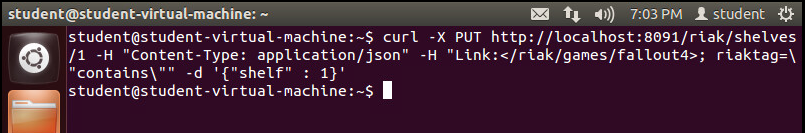 student@student-virtual-machine: ~
7:03 PM
student
student@student-virtual-machine:~$ curl -X PUT http://localhost:8091/riak/shelves
/1 -H "Content-Type: application/json" -H "Link:</riak/games/fallout4>; riaktag=\
"contains\"" -d '{"shelf" : 1}'
student@student-virtual-machine:~$